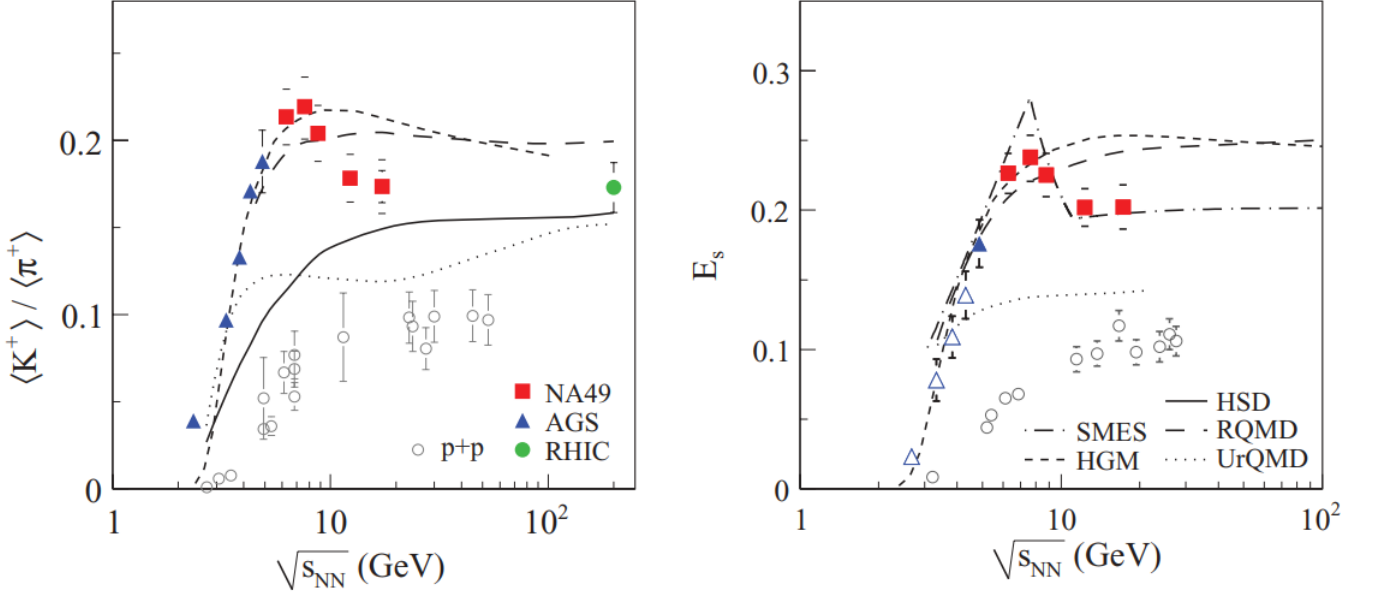 ⟨K⁺⟩ / ⟨π⁺⟩
0.2
0.1
0
1
10
10²
√s_NN (GeV)
NA49
AGS
p+p
RHIC
E_s
0.3
0.2
0.1
0
1
10
10²
√s_NN (GeV)
SMES
HGM
HSD
RQMD
UrQMD